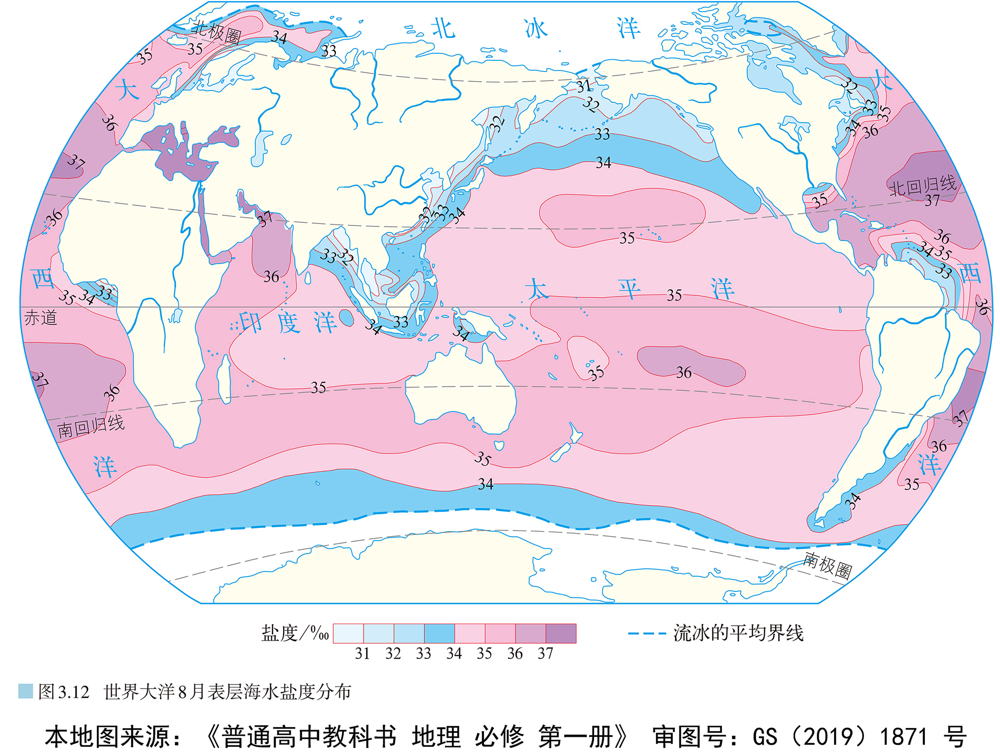 北 冰 洋
北极圈
34
33
35
35
大
大
31
32
32
32
33
35
34
36
36
33
34
37
37
北回归线
35
36
37
32
33
34
35
36
35
34
33
33
32
36
西
太 平 洋
西
35
34
33
35
36
赤道
印 度 洋
33
34
34
35
36
37
36
35
南回归线
37
36
洋
35
洋
34
35
34
南极圈
盐度/‰
31 32 33 34 35 36 37
流冰的平均界线
图3.12 世界大洋8月表层海水盐度分布
本地图来源：《普通高中教科书 地理 必修 第一册》 审图号：GS（2019）1871 号